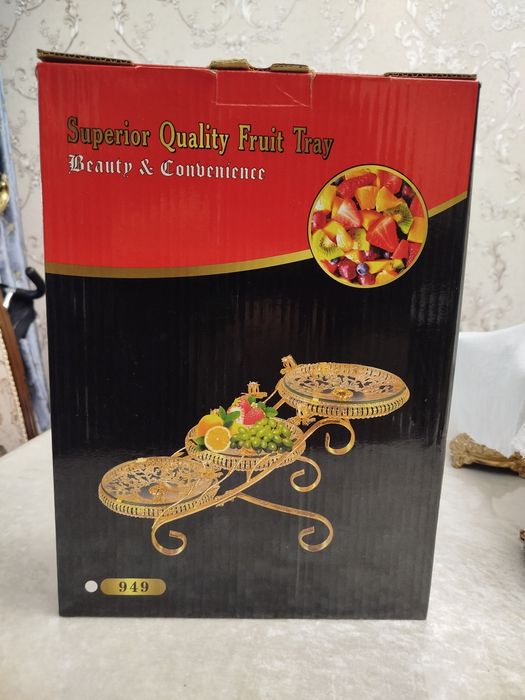 Superior Quality Fruit Tray
Beauty & Convenience
949